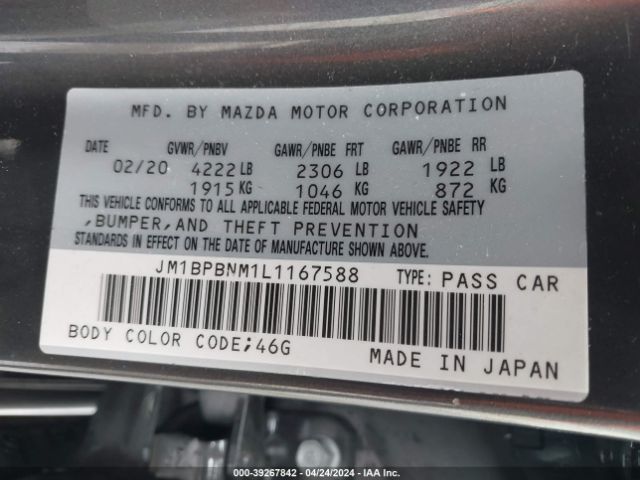 MFD. BY MAZDA MOTOR CORPORATION
DATE GVWR/PNBV GAWR/PNBE FRT GAWR/PNBE RR
02/20 4222 LB 2306 LB 1922 LB
1915 KG 1046 KG 872 KG
THIS VEHICLE CONFORMS TO ALL APPLICABLE FEDERAL MOTOR VEHICLE SAFETY
,BUMPER,AND THEFT PREVENTION
STANDARDS IN EFFECT ON THE DATE OF MANUFACTURE SHOWN ABOVE.
JM1BPBNM1L1167588 TYPE: PASS CAR
BODY COLOR CODE;46G
MADE IN JAPAN
000-39267842 / 04/24/2024 / IAA Inc.